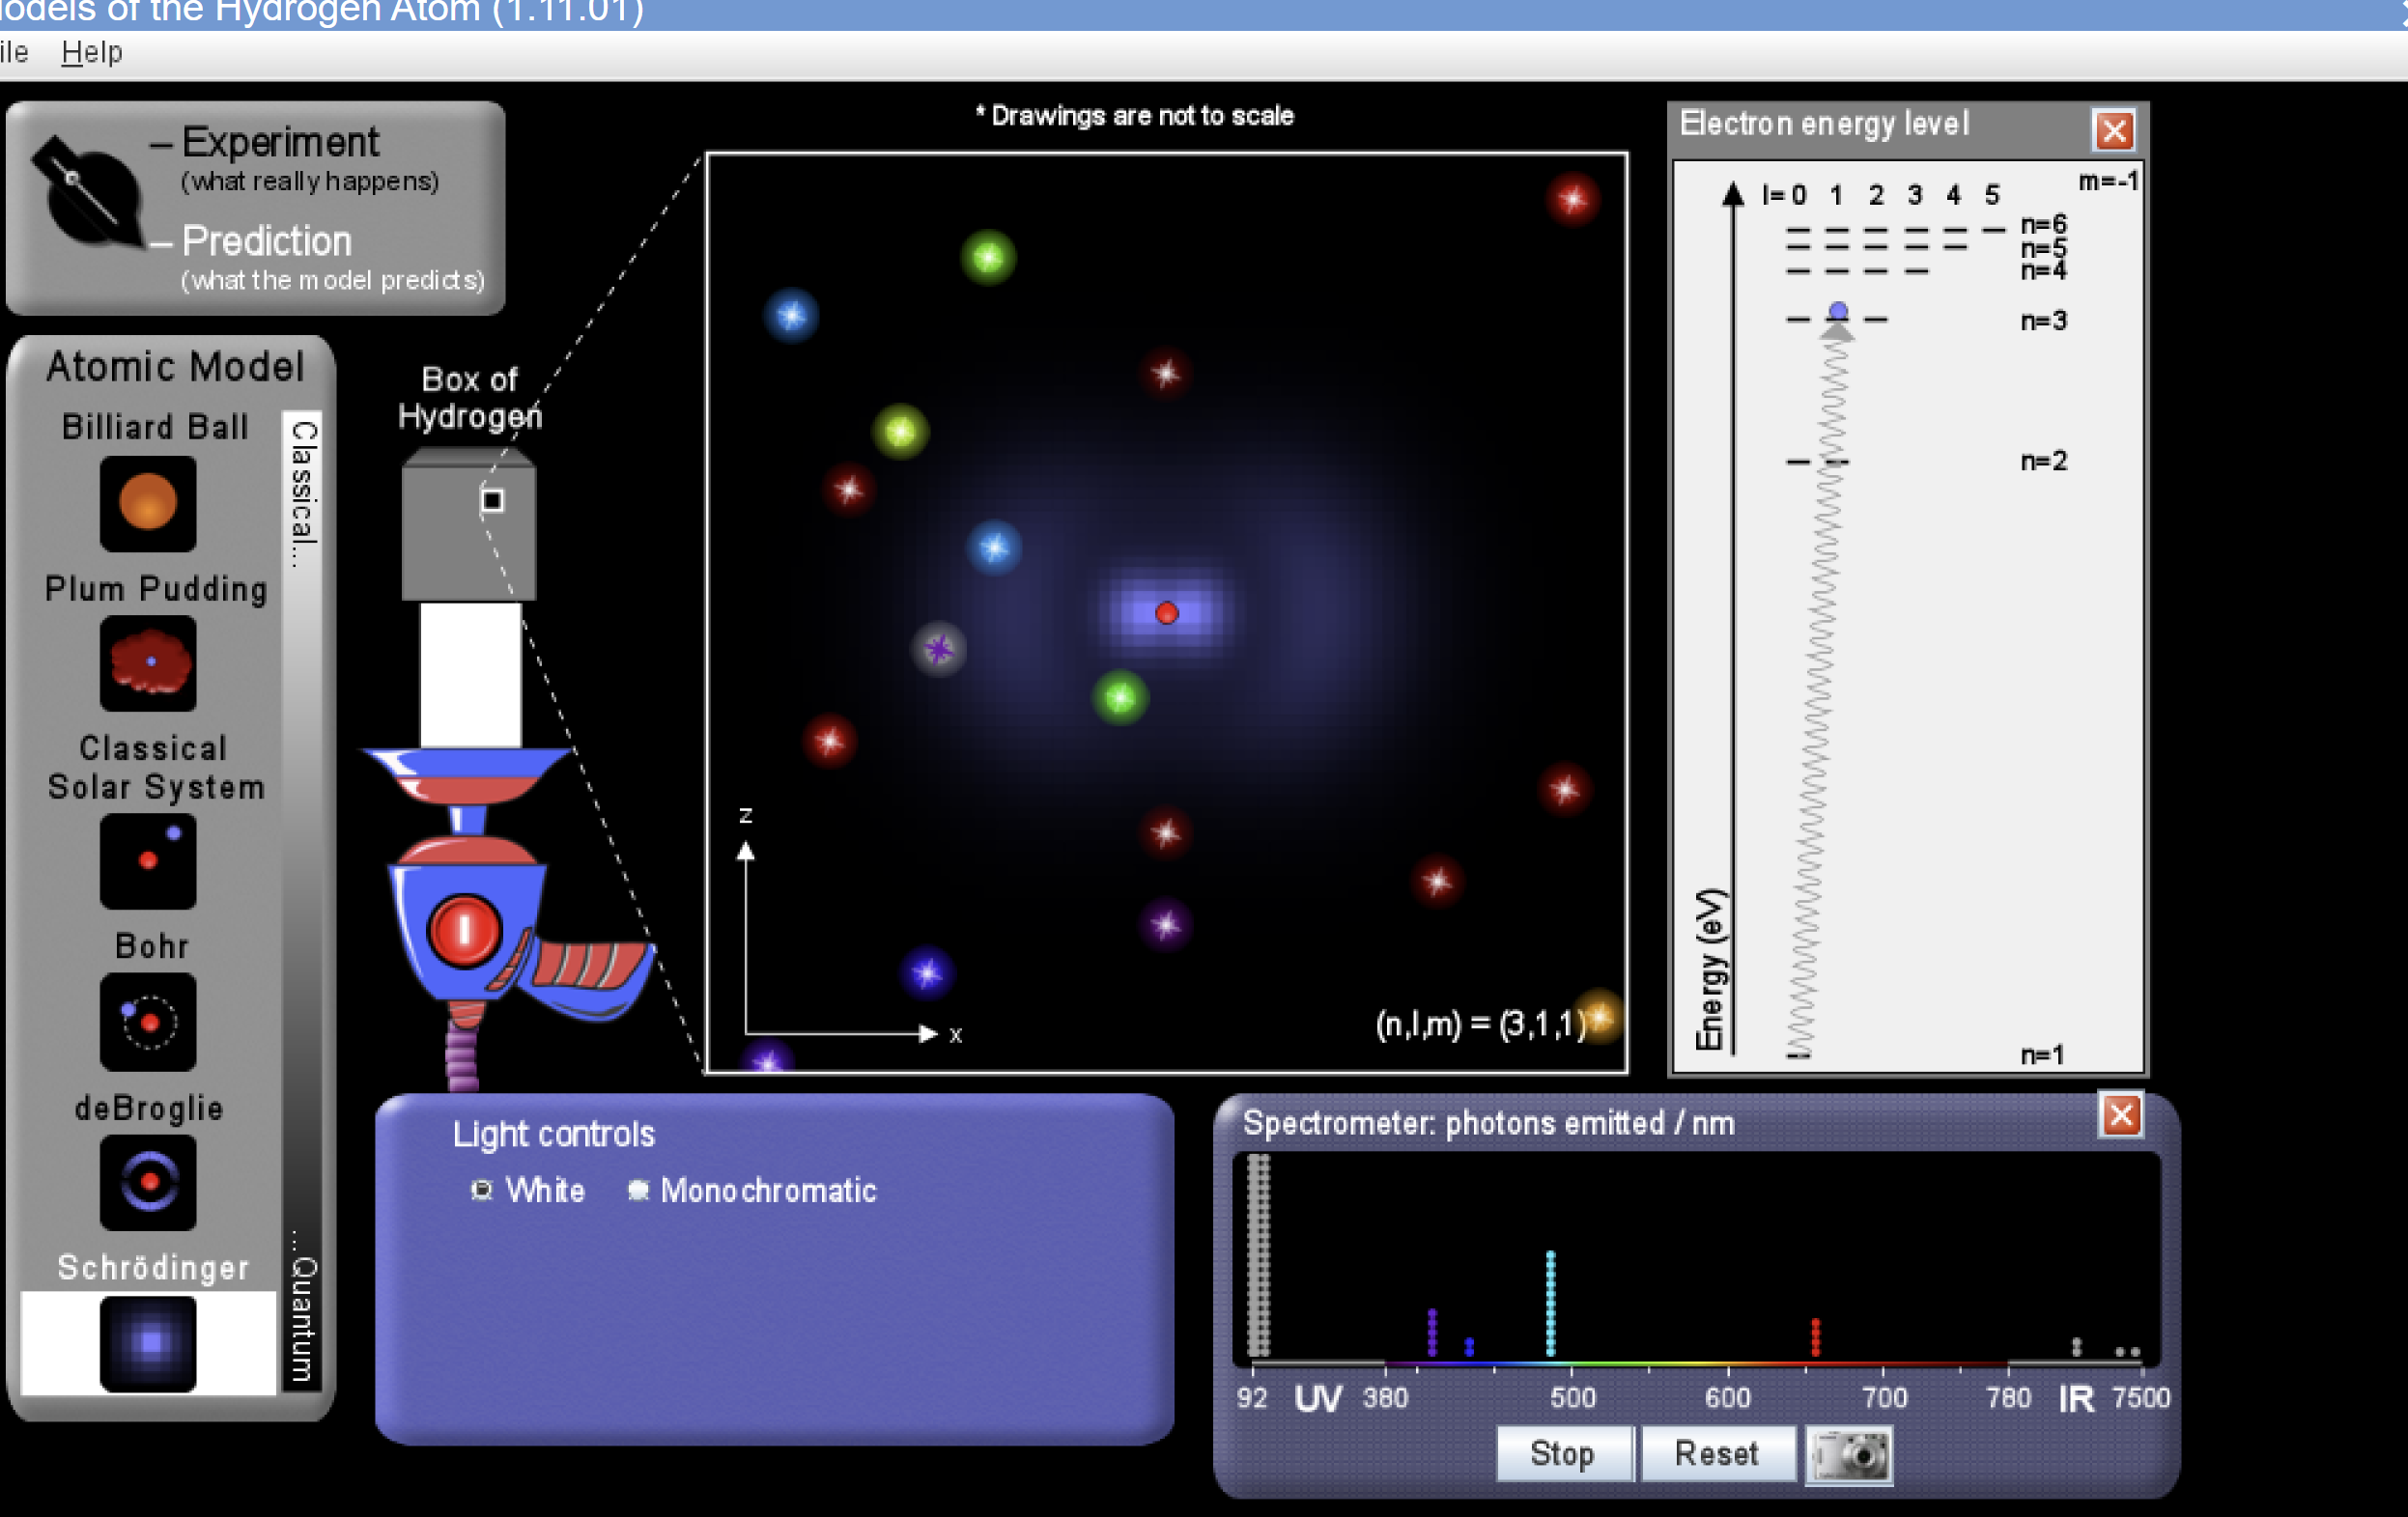 odels of the Hydrogen Atom (1.11.01)
ile Help
Experiment
(what really happens)
Prediction
(what the model predicts)
Atomic Model
Billiard Ball
Plum Pudding
Classical
Solar System
Bohr
deBroglie
Schrödinger
Classical...
...Quantum
Box of
Hydrogen
* Drawings are not to scale
z
x
(n,l,m) = (3,1,1)
Electron energy level
l= 0 1 2 3 4 5
m=-1
n=6
n=5
n=4
n=3
n=2
n=1
Energy (eV)
Light controls
White Monochromatic
Spectrometer: photons emitted / nm
92 UV 380 500 600 700 780 IR 7500
Stop Reset